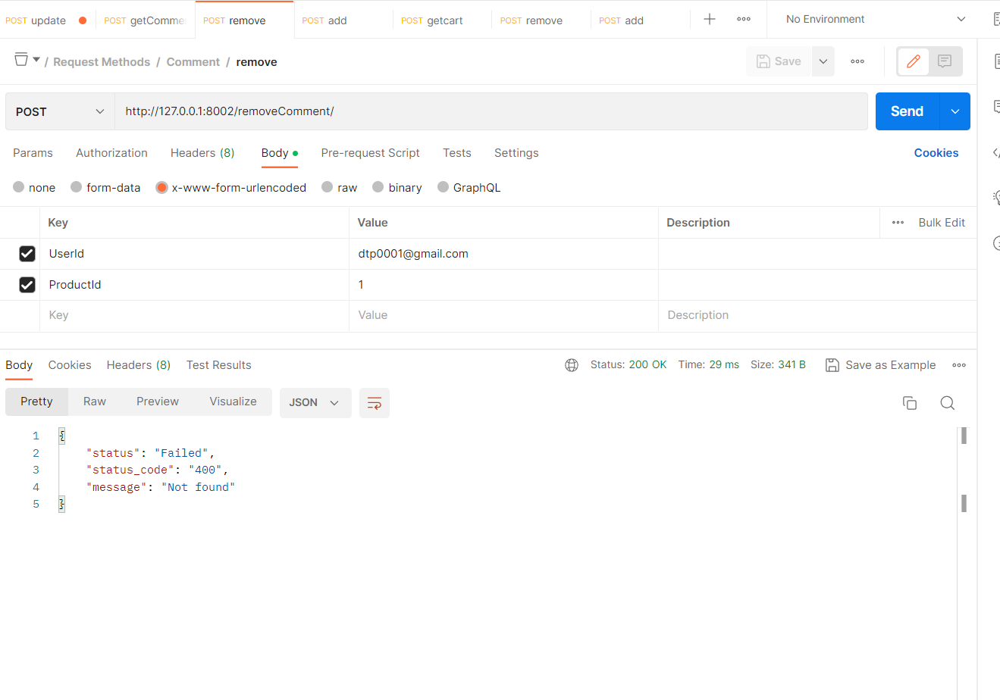 POST update POST getComme POST remove POST add POST getcart POST remove POST add No Environment
/ Request Methods / Comment / remove Save
POST http://127.0.0.1:8002/removeComment/ Send
Params Authorization Headers (8) Body Pre-request Script Tests Settings Cookies
none form-data x-www-form-urlencoded raw binary GraphQL
Key Value Description Bulk Edit
UserId dtp0001@gmail.com
ProductId 1
Key Value Description
Body Cookies Headers (8) Test Results Status: 200 OK Time: 29 ms Size: 341 B Save as Example
Pretty Raw Preview Visualize JSON
1 {
2 "status": "Failed",
3 "status_code": "400",
4 "message": "Not found"
5 }